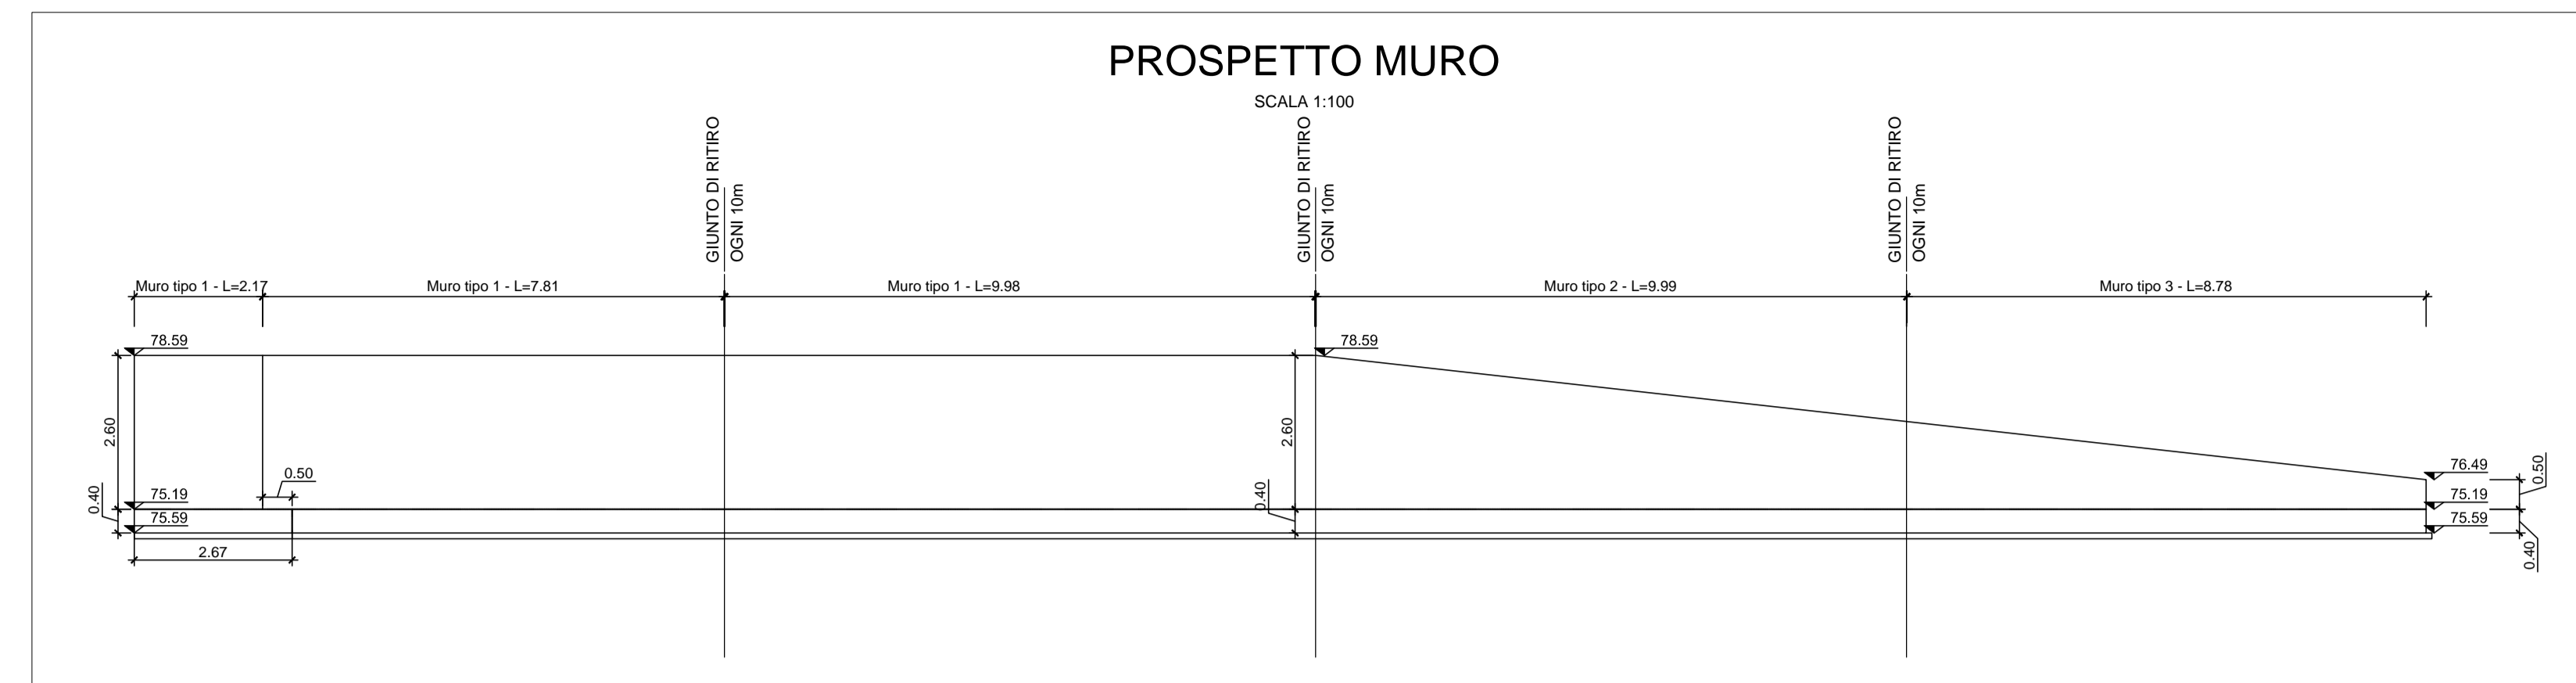 PROSPETTO MURO
SCALA 1:100
GIUNTO DI RITIRO
OGNI 10m
GIUNTO DI RITIRO
OGNI 10m
GIUNTO DI RITIRO
OGNI 10m
Muro tipo 1 - L=2.17
Muro tipo 1 - L=7.81
Muro tipo 1 - L=9.98
Muro tipo 2 - L=9.99
Muro tipo 3 - L=8.78
78.59
78.59
2.60
2.60
76.49
0.50
0.50
75.19
0.40
0.40
75.19
75.59
75.59
2.67
0.40